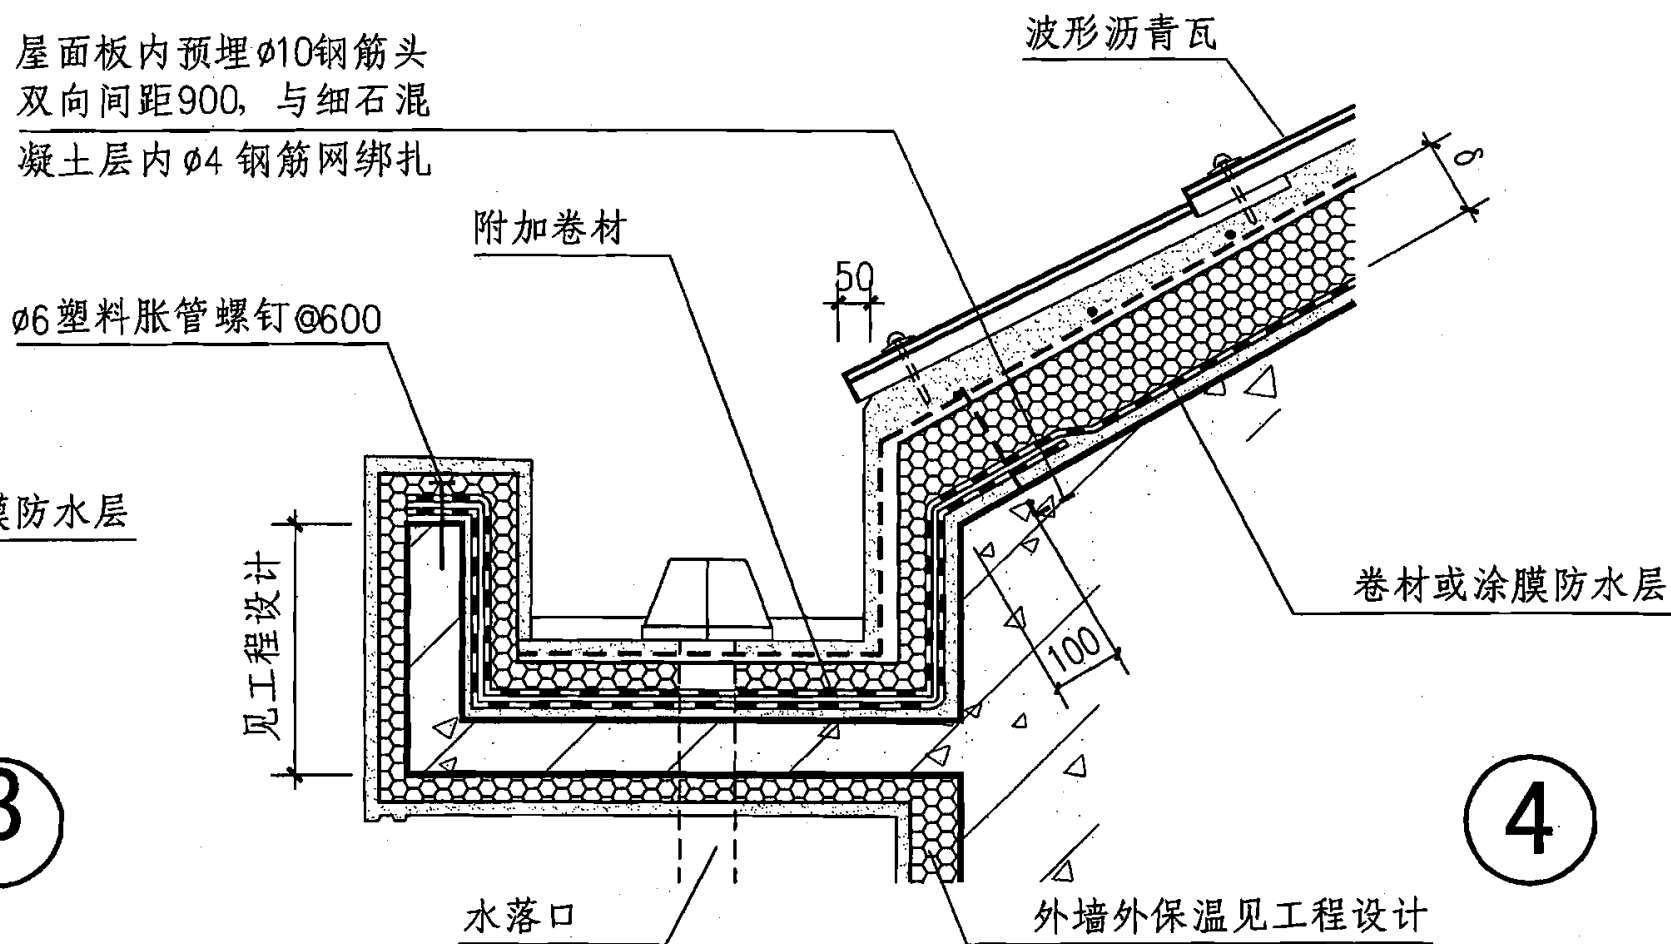 屋面板内预埋ø10钢筋头
双向间距900，与细石混
凝土层内ø4钢筋网绑扎
波形沥青瓦
附加卷材
δ
50
ø6塑料胀管螺钉@600
膜防水层
见工程设计
卷材或涂膜防水层
100
3
4
水落口
外墙外保温见工程设计